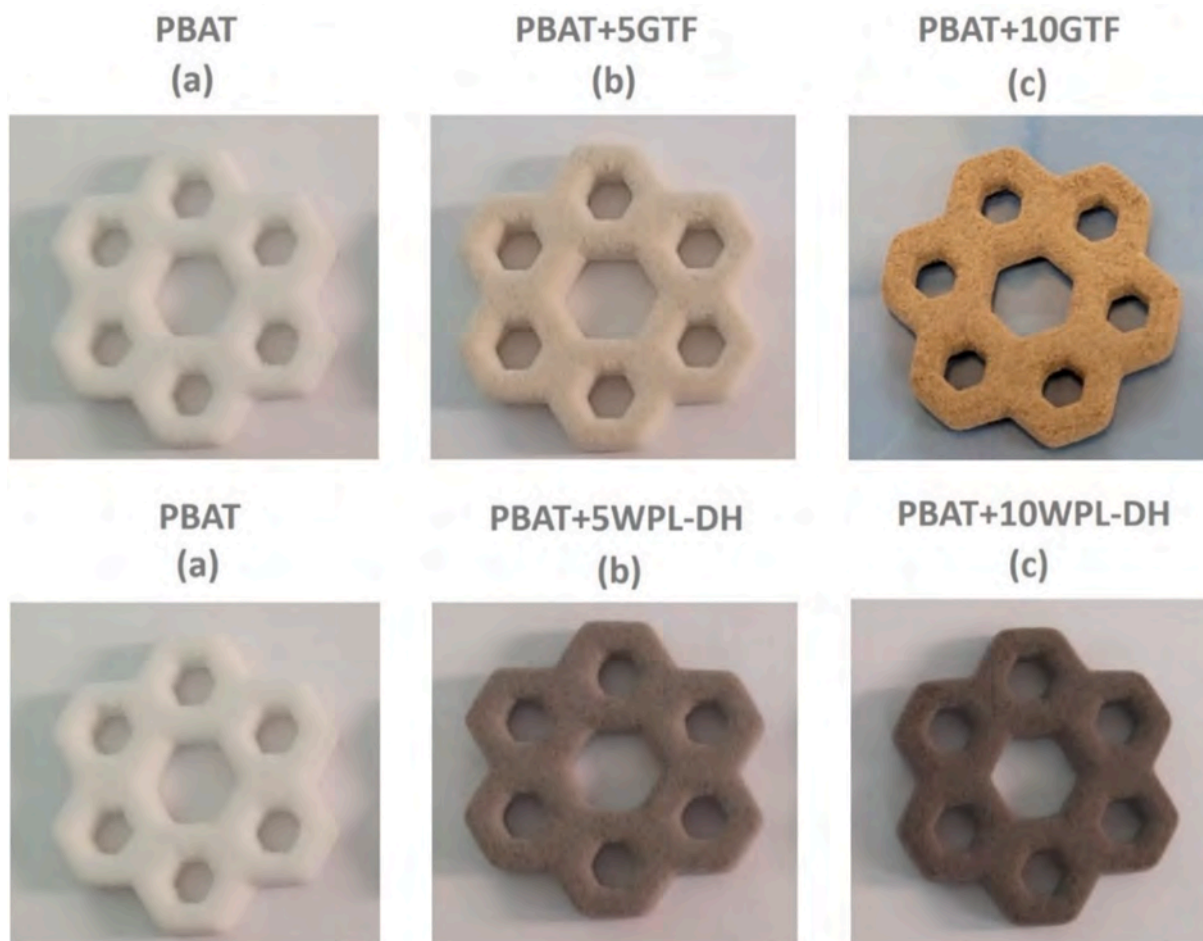 PBAT
(a)
PBAT+5GTF
(b)
PBAT+10GTF
(c)
PBAT
(a)
PBAT+5WPL-DH
(b)
PBAT+10WPL-DH
(c)